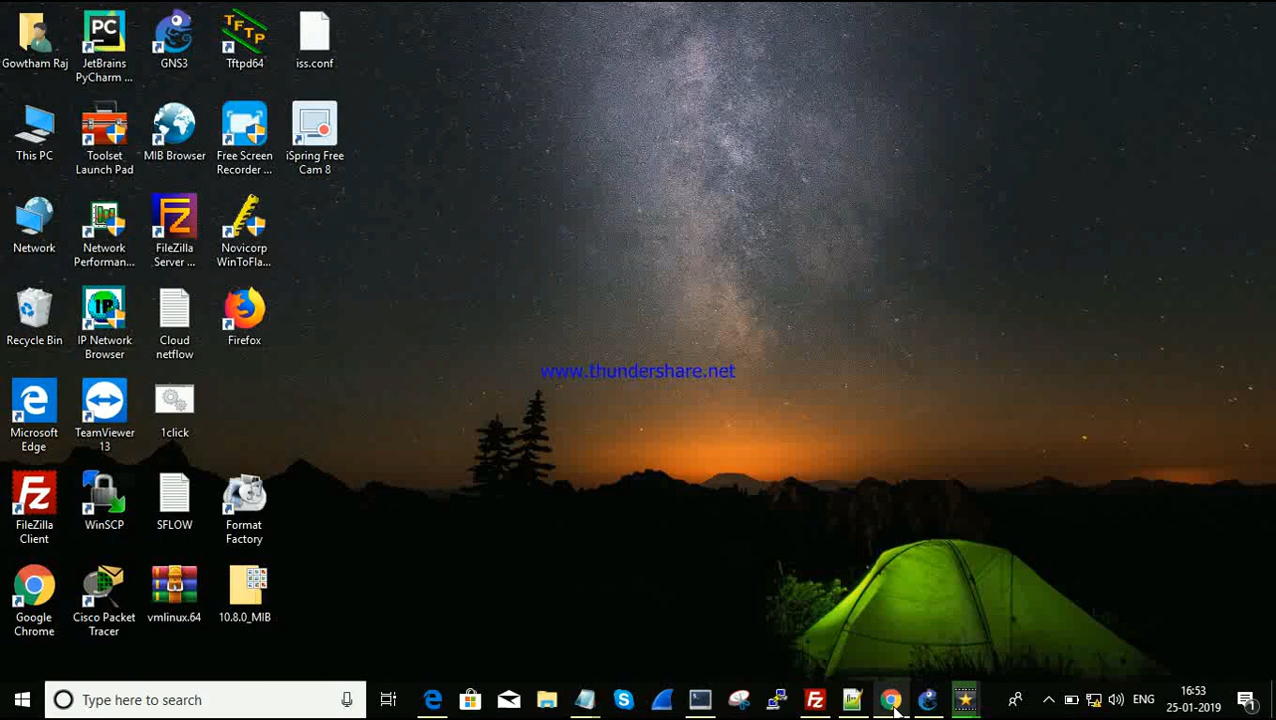 Gowtham Raj
JetBrains
PyCharm ...
GNS3
TFTP
Tftpd64
iss.conf
This PC
Toolset
Launch Pad
MIB Browser
Free Screen
Recorder ...
iSpring Free
Cam 8
Network
Network
Performan...
FileZilla
Server ...
Novicorp
WinToFla...
Recycle Bin
IP
IP Network
Browser
Cloud
netflow
Firefox
www.thundershare.net
Microsoft
Edge
TeamViewer
13
1click
FileZilla
Client
WinSCP
SFLOW
Format
Factory
Google
Chrome
Cisco Packet
Tracer
vmlinux.64
10.8.0_MIB
Type here to search
ENG
16:53
25-01-2019
1